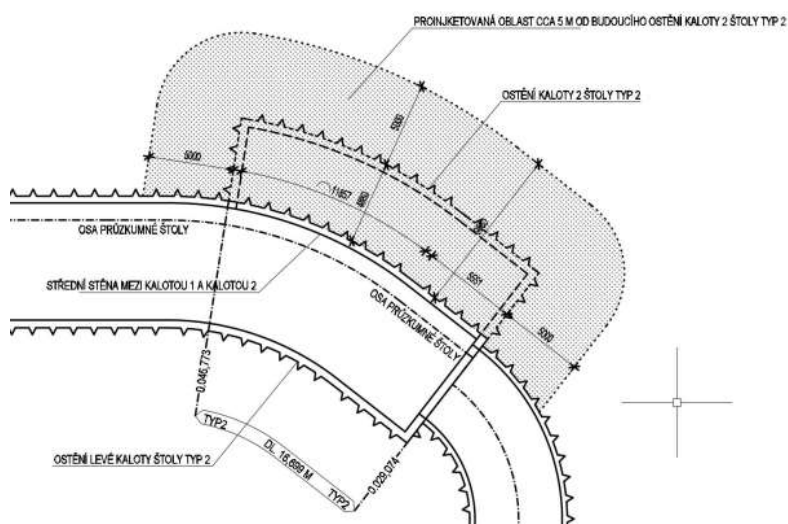 PROINJKETOVANÁ OBLAST CCA 5 M OD BUDOUCÍHO OSTĚNÍ KALOTY 2 ŠTOLY TYP 2
OSTĚNÍ KALOTY 2 ŠTOLY TYP 2
5000
5000
11857
OSA PRŮZKUMNÉ ŠTOLY
STŘEDNÍ STĚNA MEZI KALOTOU 1 A KALOTOU 2
5551
5000
OSA PRŮZKUMNÉ ŠTOLY
0.046,773
TYP2
DL 16,699 M
TYP2
0.029,074
OSTĚNÍ LEVÉ KALOTY ŠTOLY TYP 2